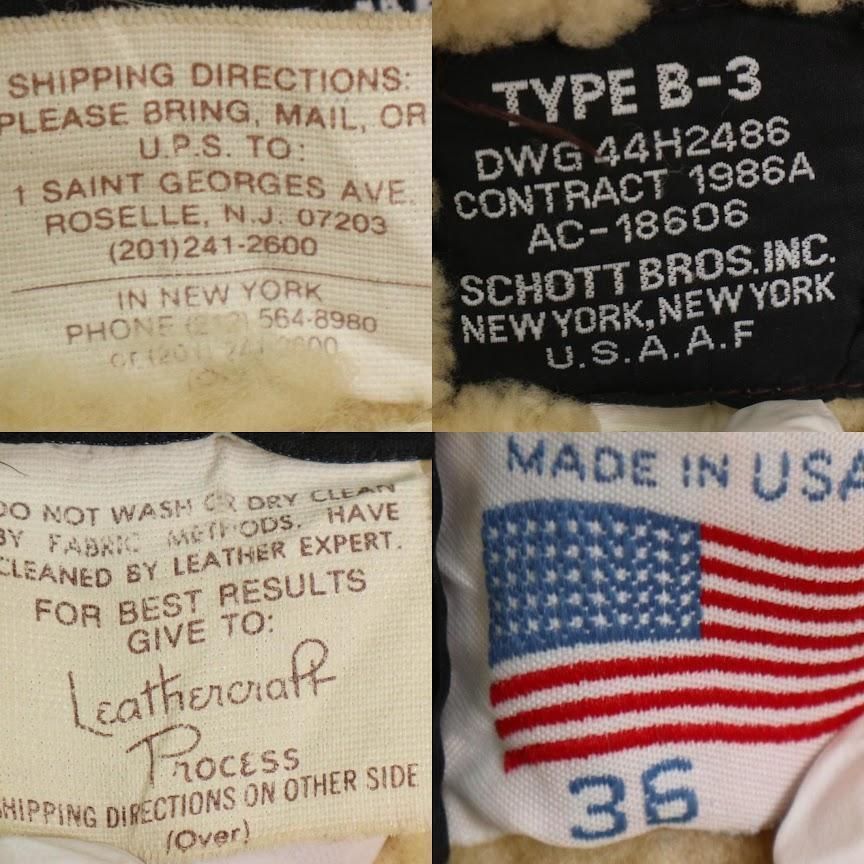 SHIPPING DIRECTIONS:
PLEASE BRING, MAIL, OR
U.P.S. TO:
1 SAINT GEORGES AVE.
ROSELLE, N.J. 07203
(201)241-2600
IN NEW YORK
PHONE 564-8980
TYPE B-3
DWG 44H2486
CONTRACT 1986A
AC-18606
SCHOTT BROS. INC.
NEW YORK, NEW YORK
U.S.A.A.F
DO NOT WASH OR DRY CLEAN
BY FABRIC METHODS. HAVE
CLEANED BY LEATHER EXPERT.
FOR BEST RESULTS
GIVE TO:
Leathercraft
Process
SHIPPING DIRECTIONS ON OTHER SIDE
(Over)
MADE IN USA
36